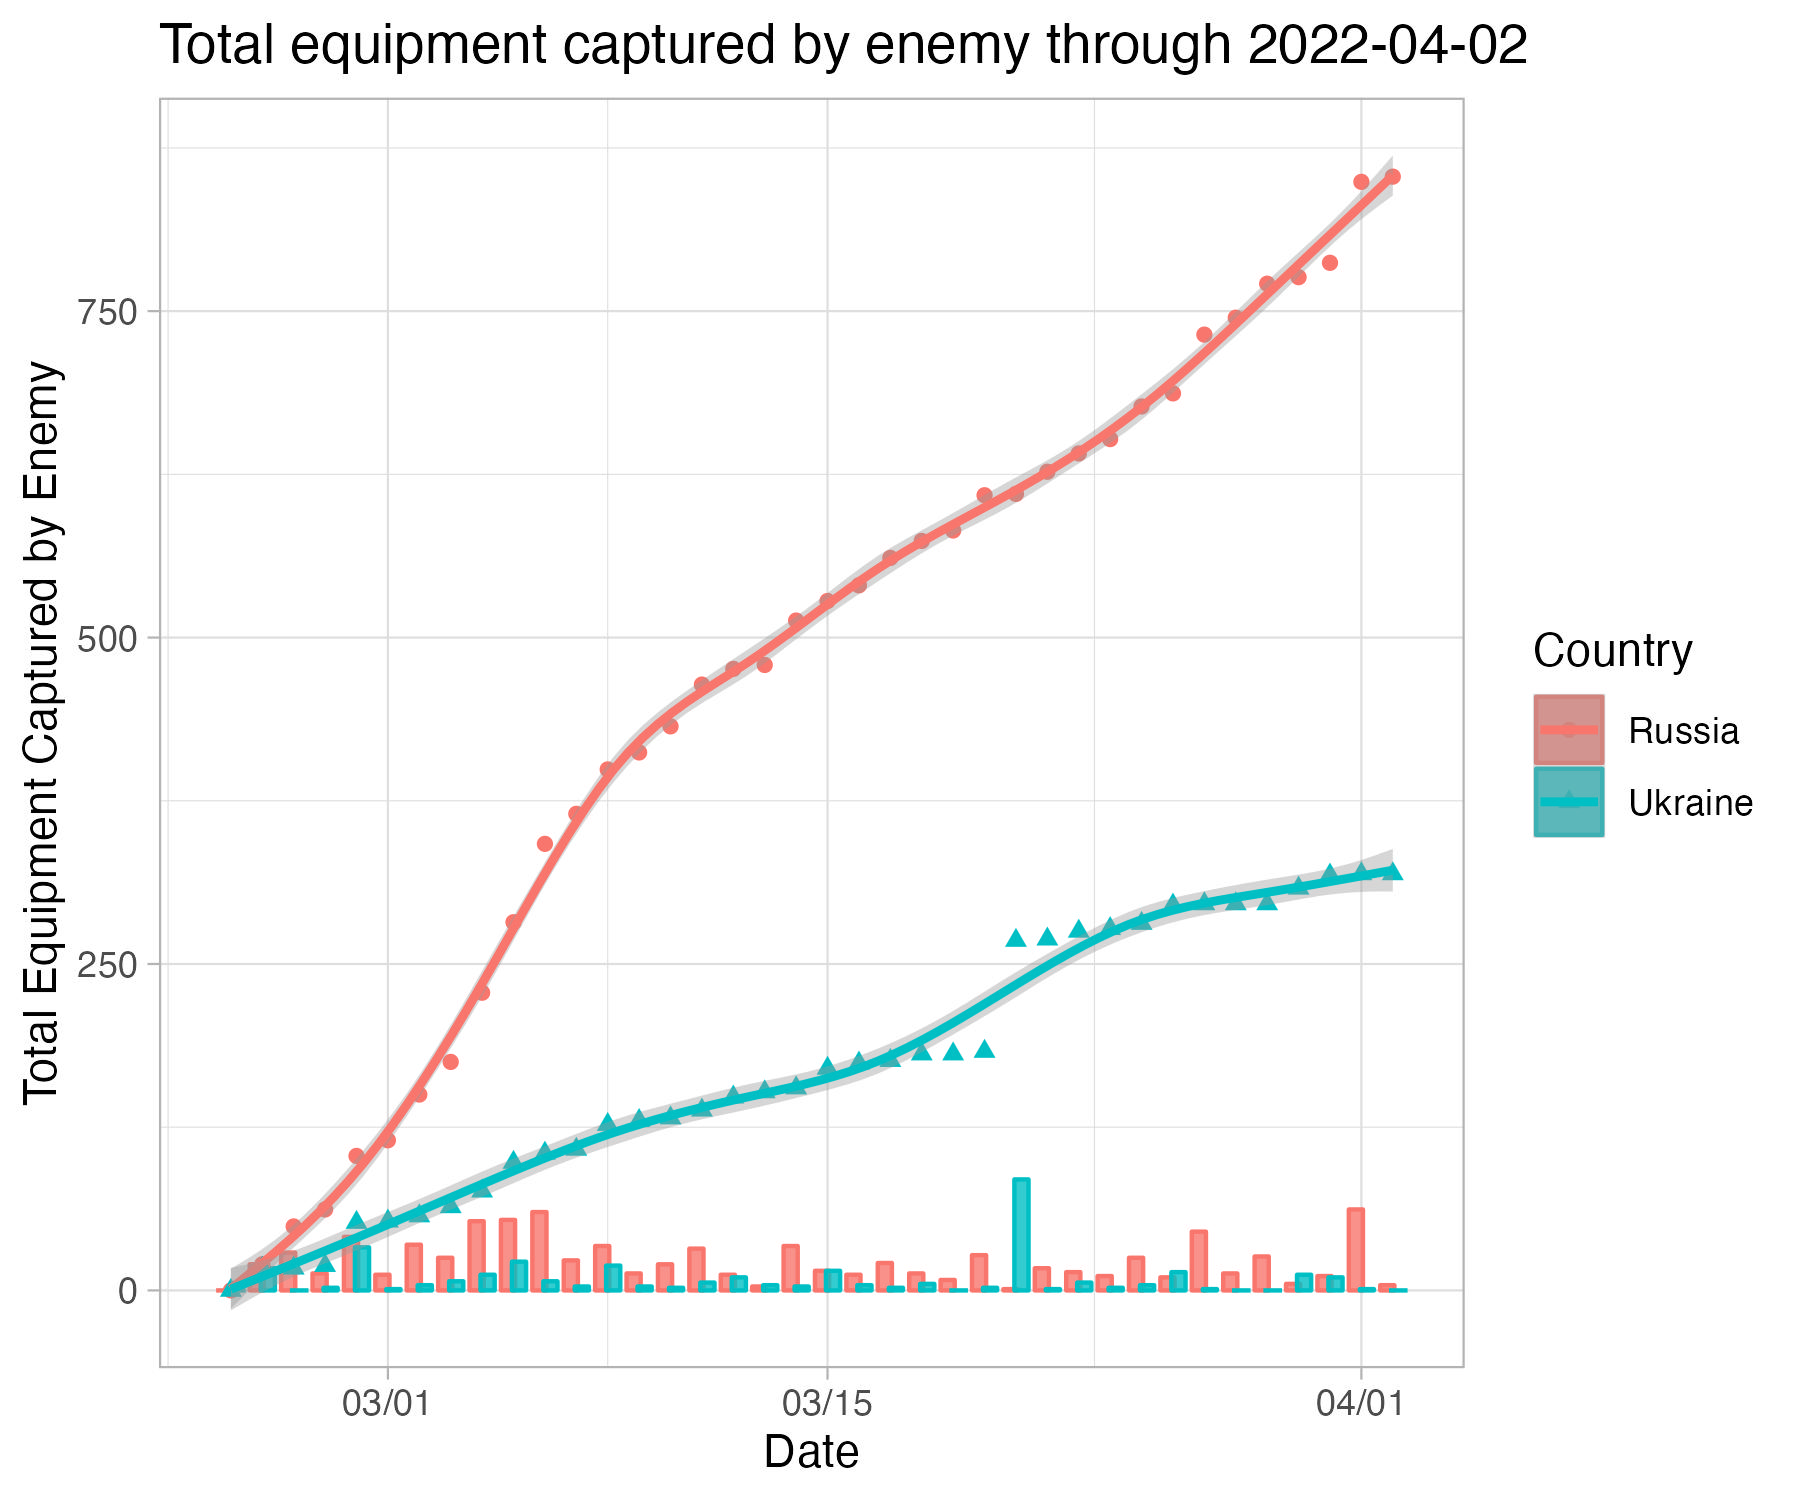 Total equipment captured by enemy through 2022-04-02
Total Equipment Captured by Enemy
750
500
250
0
03/01
03/15
04/01
Date
Country
Russia
Ukraine